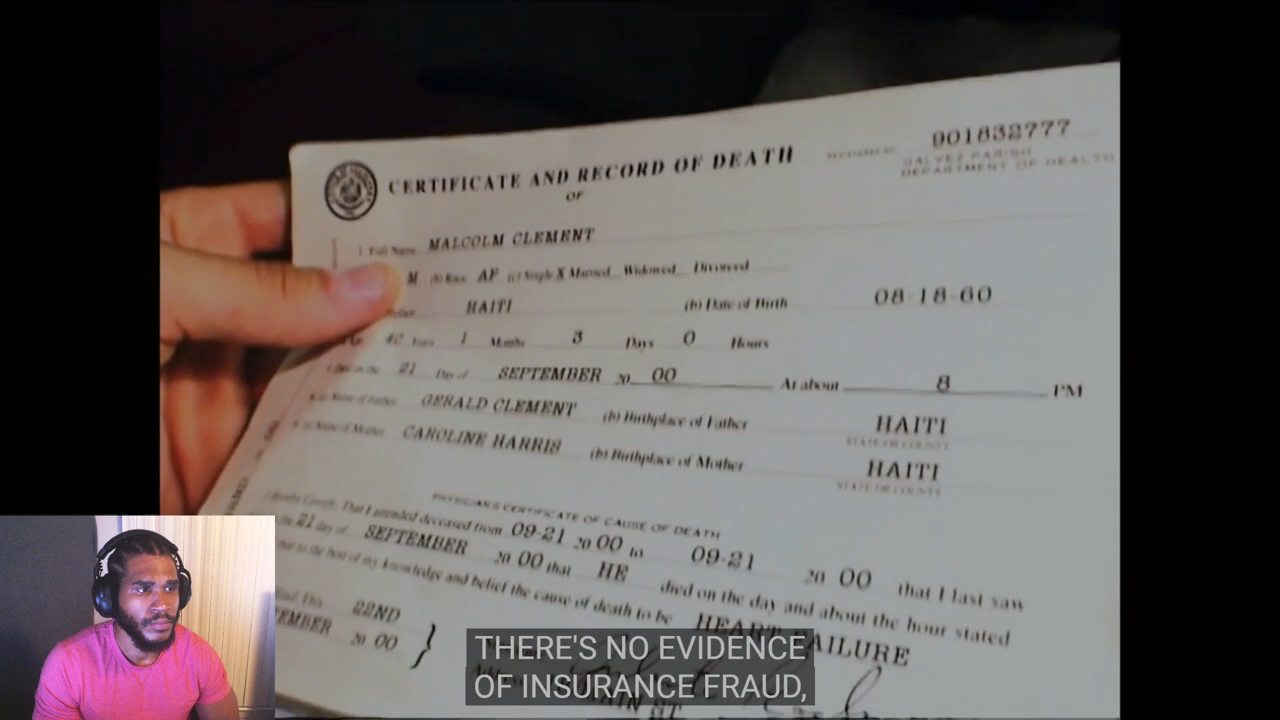 901832777
GALVEZ PARISH
DEPARTMENT OF HEALTH
CERTIFICATE AND RECORD OF DEATH
OF
1. Full Name MALCOLM CLEMENT
M (b) Race AF (c) Single X Married Widowed Divorced
HAITI (b) Date of Birth 08-18-60
40 Years 1 Months 3 Days 0 Hours
21 Day of SEPTEMBER 20 00 At about 8 PM
(a) Name of Father GERALD CLEMENT (b) Birthplace of Father HAITI
STATE OR COUNTY
(a) Name of Mother CAROLINE HARRIS (b) Birthplace of Mother HAITI
STATE OR COUNTY
PHYSICIAN'S CERTIFICATE OF CAUSE OF DEATH
I hereby Certify, That I attended deceased from 09-21 20 00 to 09-21 20 00 that I last saw
the 21 day of SEPTEMBER 20 00 that HE died on the day and about the hour stated
to the best of my knowledge and belief the cause of death to be HEART FAILURE
22ND
20 00
MAIN ST
THERE'S NO EVIDENCE
OF INSURANCE FRAUD,